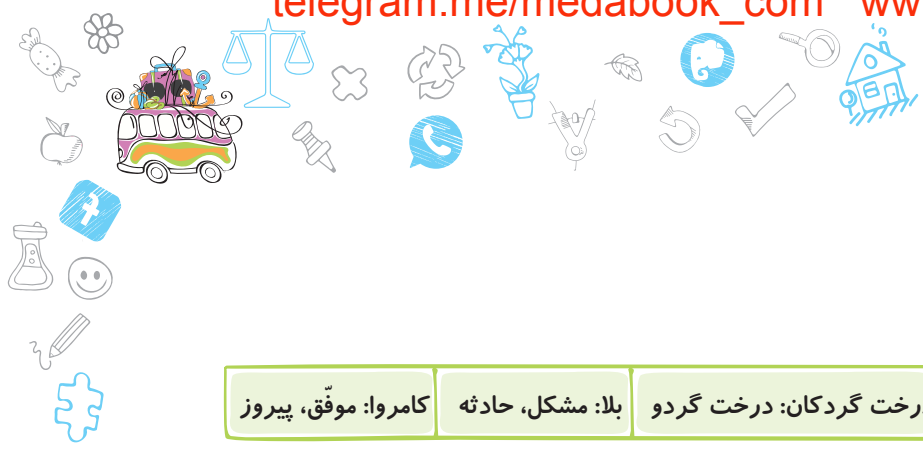 telegram.me/medabook_com
رخت گردکان: درخت گردو بلا: مشکل، حادثه کامروا: موفّق، پیروز